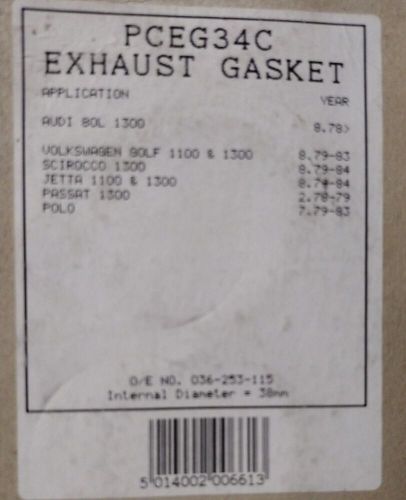 PCEG34C
EXHAUST GASKET
APPLICATION YEAR
AUDI 80L 1300 8.78>
VOLKSWAGEN GOLF 1100 & 1300 8.79-83
SCIROCCO 1300 8.79-84
JETTA 1100 & 1300 8.79-84
PASSAT 1300 2.78-79
POLO 7.79-83
O/E NO. 036-253-115
Internal Diameter = 38mm
5 014002 006613